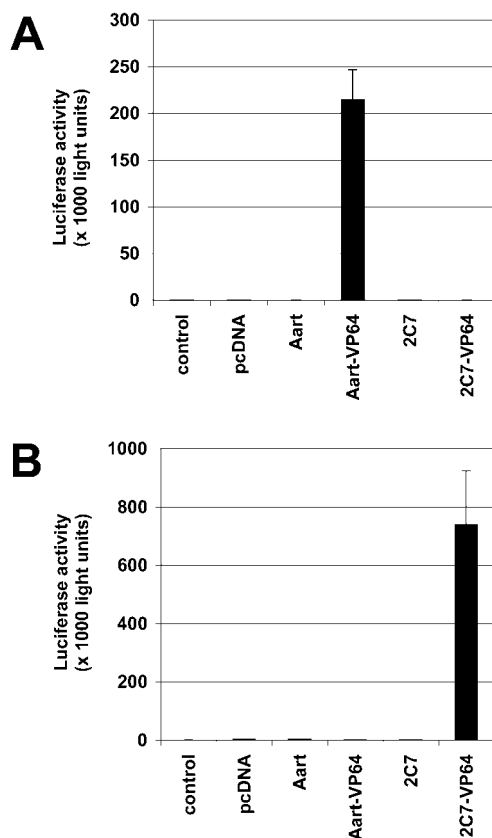 A
Luciferase activity
(x 1000 light units)
300
250
200
150
100
50
0
control
pcDNA
Aart
Aart-VP64
2C7
2C7-VP64
B
Luciferase activity
(x 1000 light units)
1000
800
600
400
200
0
control
pcDNA
Aart
Aart-VP64
2C7
2C7-VP64